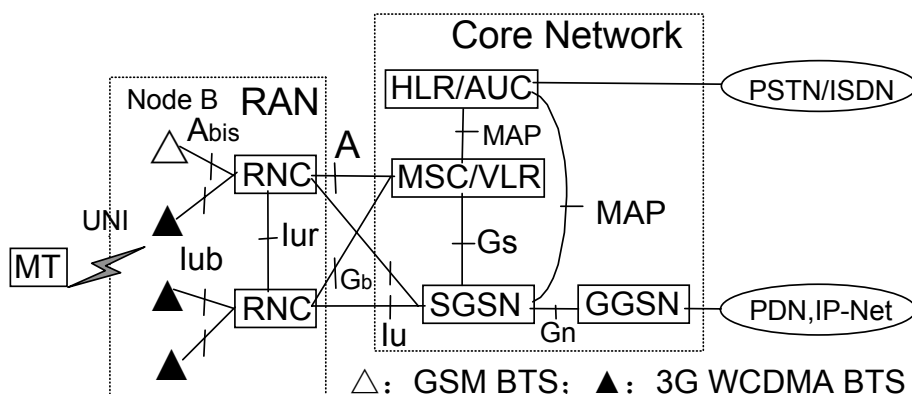 Core Network
Node B
RAN
HLR/AUC
PSTN/ISDN
Abis
A
MAP
RNC
MSC/VLR
UNI
Iur
Gs
MAP
MT
Iub
Gb
RNC
Iu
SGSN
Gn
GGSN
PDN,IP-Net
△: GSM BTS; ▲: 3G WCDMA BTS